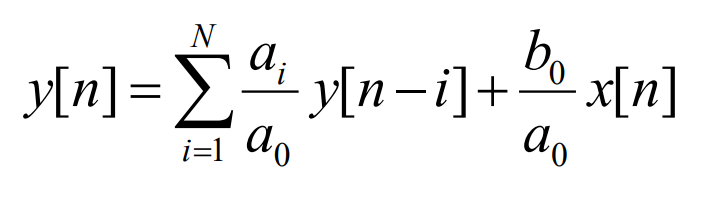 y[n] = \sum_{i=1}^{N} \frac{a_i}{a_0} y[n-i] + \frac{b_0}{a_0} x[n]